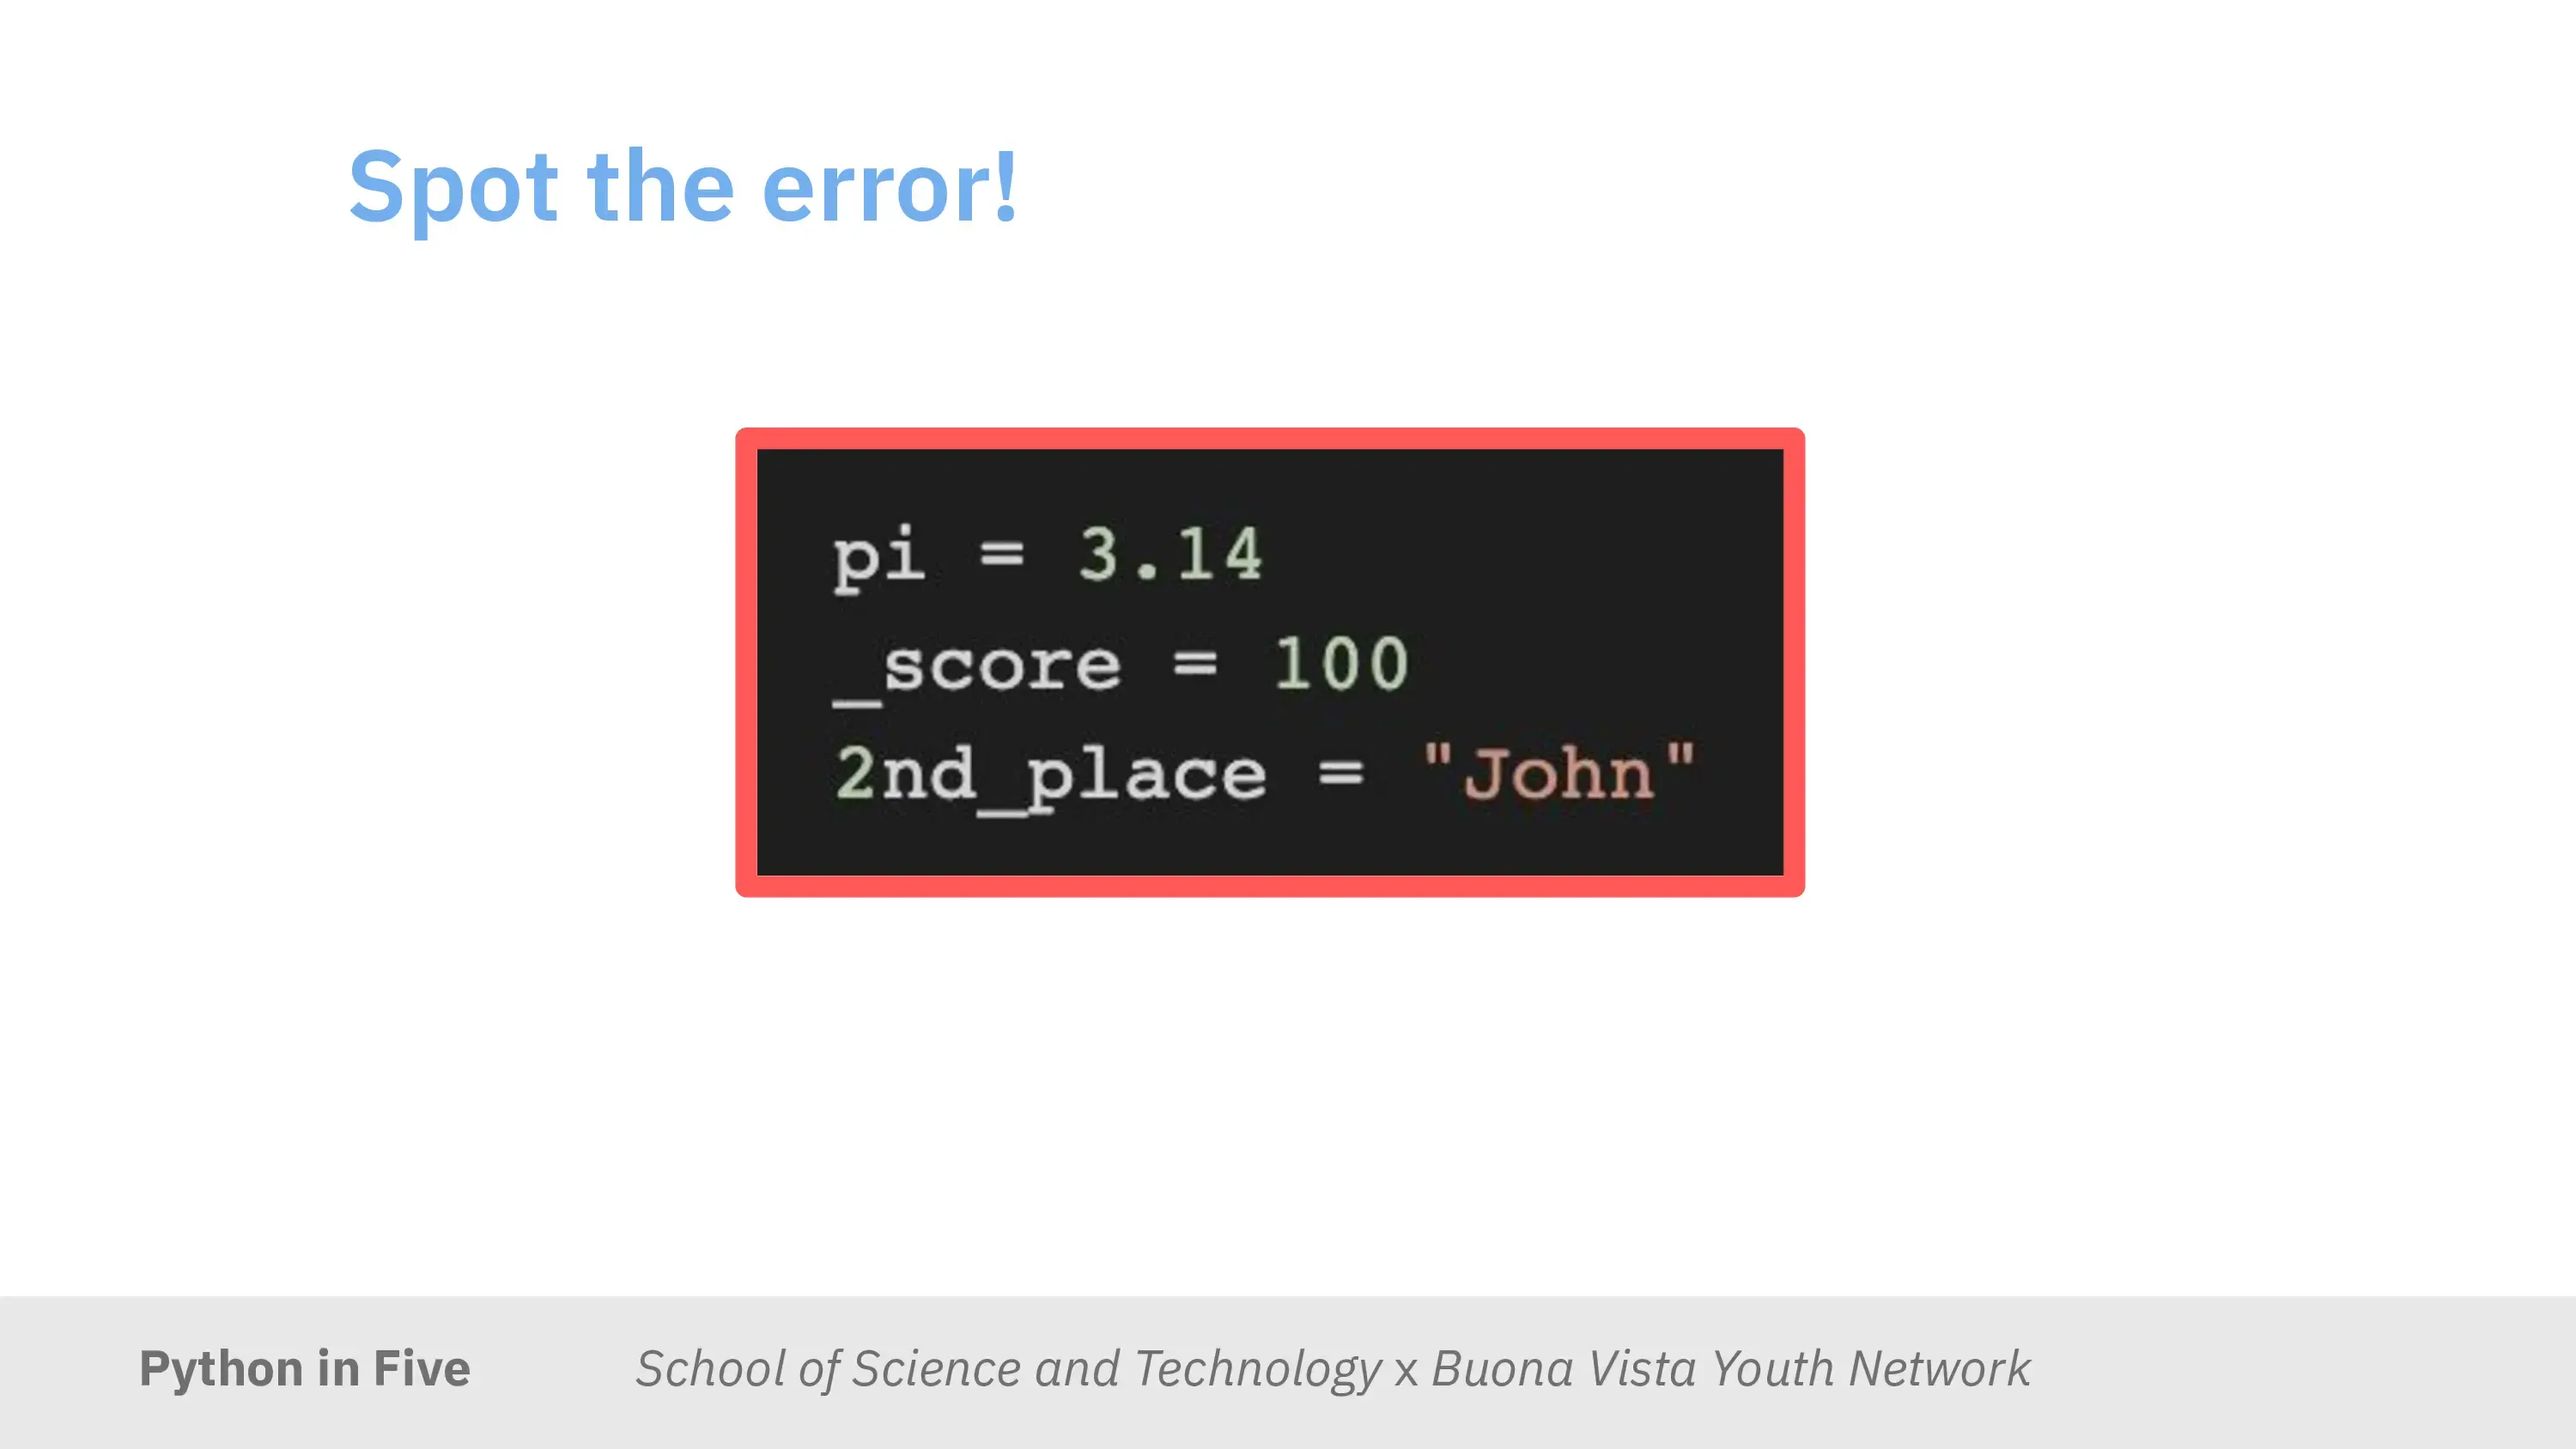 Spot the error!
pi = 3.14
_score = 100
2nd_place = "John"
Python in Five
School of Science and Technology x Buona Vista Youth Network